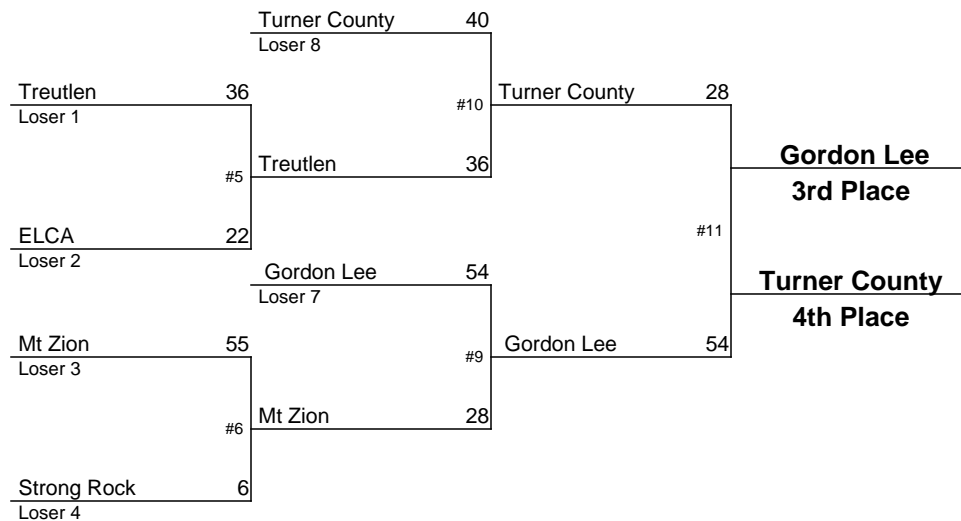 Turner County 40
Loser 8
Treutlen 36
Loser 1
#10
Turner County 28
Gordon Lee
3rd Place
#5
Treutlen 36
ELCA 22
Loser 2
#11
Gordon Lee 54
Loser 7
Turner County
4th Place
Mt Zion 55
Loser 3
#9
Gordon Lee 54
#6
Mt Zion 28
Strong Rock 6
Loser 4